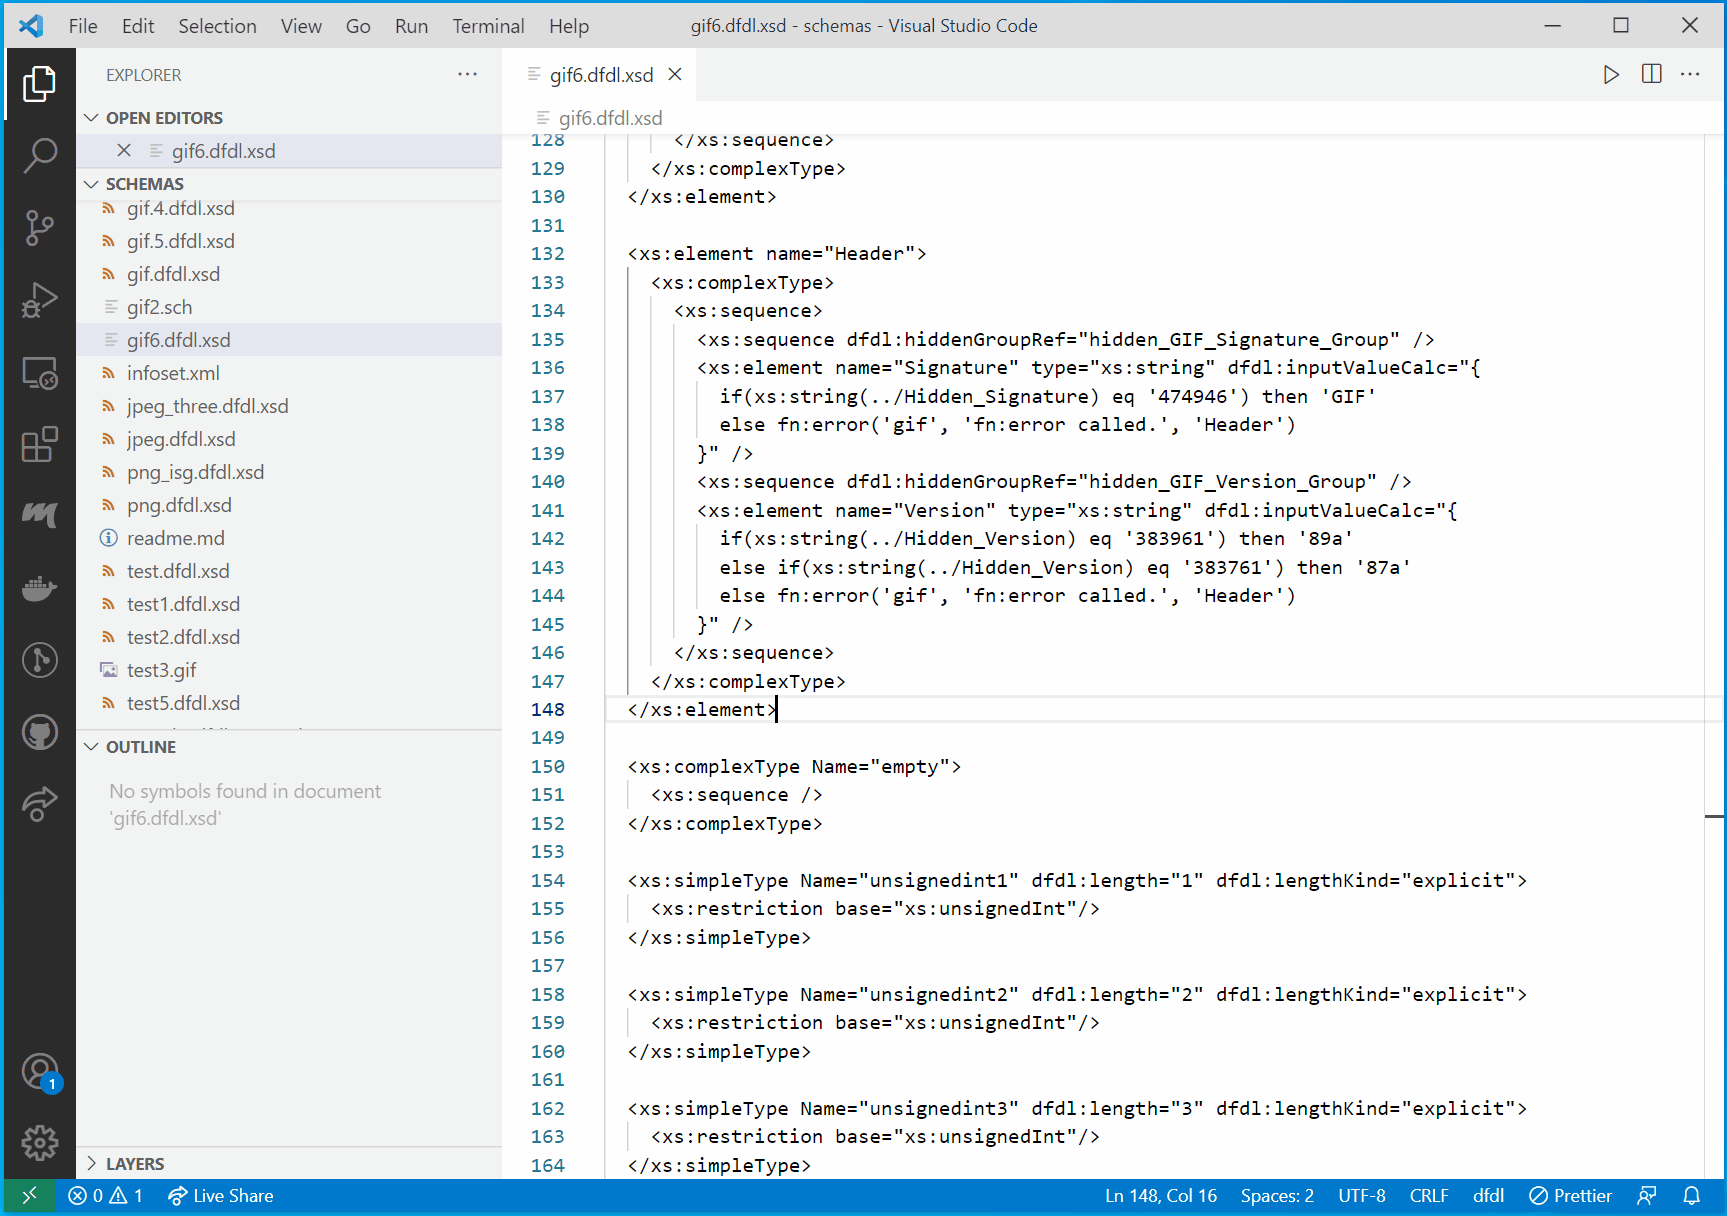 File Edit Selection View Go Run Terminal Help gif6.dfdl.xsd - schemas - Visual Studio Code
EXPLORER
OPEN EDITORS
gif6.dfdl.xsd
SCHEMAS
gif.4.dfdl.xsd
gif.5.dfdl.xsd
gif.dfdl.xsd
gif2.sch
gif6.dfdl.xsd
infoset.xml
jpeg_three.dfdl.xsd
jpeg.dfdl.xsd
png_isg.dfdl.xsd
png.dfdl.xsd
readme.md
test.dfdl.xsd
test1.dfdl.xsd
test2.dfdl.xsd
test3.gif
test5.dfdl.xsd
OUTLINE
No symbols found in document
'gif6.dfdl.xsd'
LAYERS
1
gif6.dfdl.xsd
gif6.dfdl.xsd
128 </xs:sequence>
129 </xs:complexType>
130 </xs:element>
131
132 <xs:element name="Header">
133 <xs:complexType>
134 <xs:sequence>
135 <xs:sequence dfdl:hiddenGroupRef="hidden_GIF_Signature_Group" />
136 <xs:element name="Signature" type="xs:string" dfdl:inputValueCalc="{
137 if(xs:string(../Hidden_Signature) eq '474946') then 'GIF'
138 else fn:error('gif', 'fn:error called.', 'Header')
139 }" />
140 <xs:sequence dfdl:hiddenGroupRef="hidden_GIF_Version_Group" />
141 <xs:element name="Version" type="xs:string" dfdl:inputValueCalc="{
142 if(xs:string(../Hidden_Version) eq '383961') then '89a'
143 else if(xs:string(../Hidden_Version) eq '383761') then '87a'
144 else fn:error('gif', 'fn:error called.', 'Header')
145 }" />
146 </xs:sequence>
147 </xs:complexType>
148 </xs:element>
149
150 <xs:complexType Name="empty">
151 <xs:sequence />
152 </xs:complexType>
153
154 <xs:simpleType Name="unsignedint1" dfdl:length="1" dfdl:lengthKind="explicit">
155 <xs:restriction base="xs:unsignedInt"/>
156 </xs:simpleType>
157
158 <xs:simpleType Name="unsignedint2" dfdl:length="2" dfdl:lengthKind="explicit">
159 <xs:restriction base="xs:unsignedInt"/>
160 </xs:simpleType>
161
162 <xs:simpleType Name="unsignedint3" dfdl:length="3" dfdl:lengthKind="explicit">
163 <xs:restriction base="xs:unsignedInt"/>
164 </xs:simpleType>
0 1 Live Share Ln 148, Col 16 Spaces: 2 UTF-8 CRLF dfdl Prettier